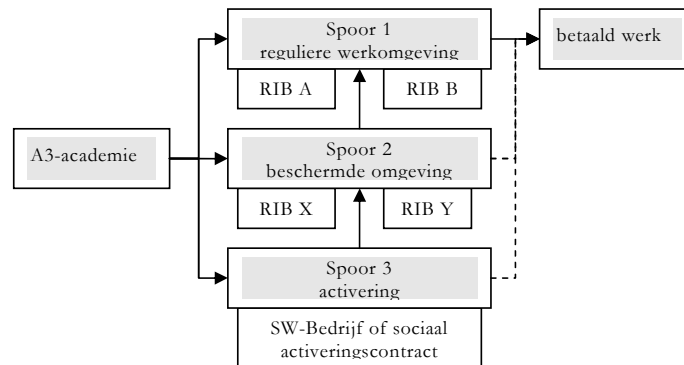 Spoor 1
reguliere werkomgeving
betaald werk
RIB A
RIB B
A3-academie
Spoor 2
beschermde omgeving
RIB X
RIB Y
Spoor 3
activering
SW-Bedrijf of sociaal
activeringscontract